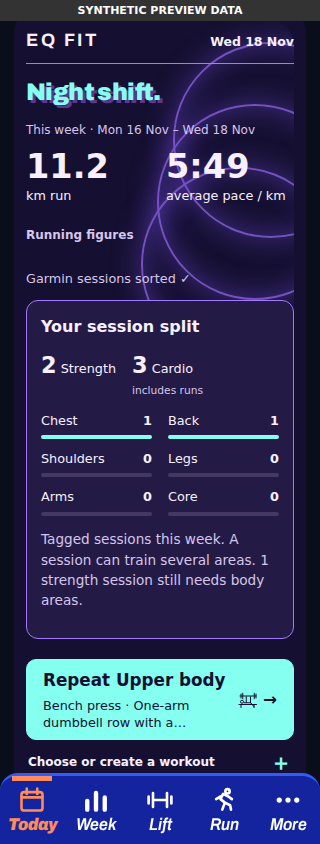 SYNTHETIC PREVIEW DATA
EQ FIT
Wed 18 Nov
Night shift.
This week · Mon 16 Nov – Wed 18 Nov
11.2
5:49
km run
average pace / km
Running figures
Garmin sessions sorted ✓
Your session split
2 Strength
3 Cardio
includes runs
Chest 1
Back 1
Shoulders 0
Legs 0
Arms 0
Core 0
Tagged sessions this week. A
session can train several areas. 1
strength session still needs body
areas.
Repeat Upper body
Bench press · One-arm
dumbbell row with a…
→
Choose or create a workout
+
Today
Week
Lift
Run
More